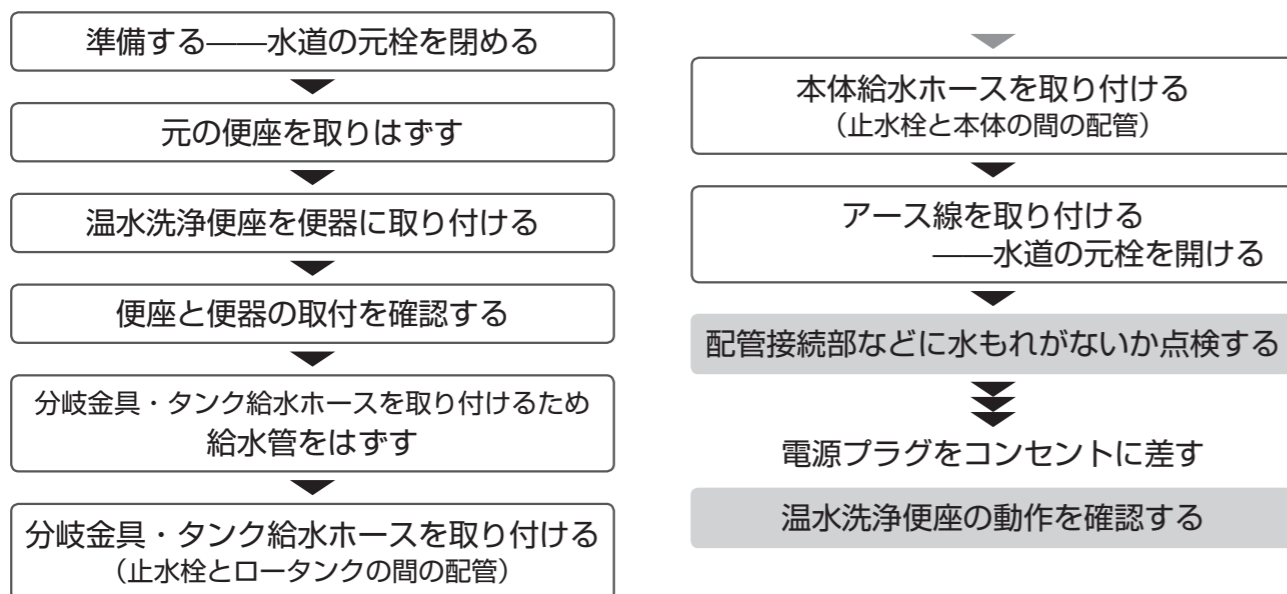 準備する――水道の元栓を閉める
元の便座を取りはずす
温水洗浄便座を便器に取り付ける
便座と便器の取付を確認する
分岐金具・タンク給水ホースを取り付けるため
給水管をはずす
分岐金具・タンク給水ホースを取り付ける
（止水栓とロータンクの間の配管）
本体給水ホースを取り付ける
（止水栓と本体の間の配管）
アース線を取り付ける
――水道の元栓を開ける
配管接続部などに水もれがないか点検する
電源プラグをコンセントに差す
温水洗浄便座の動作を確認する